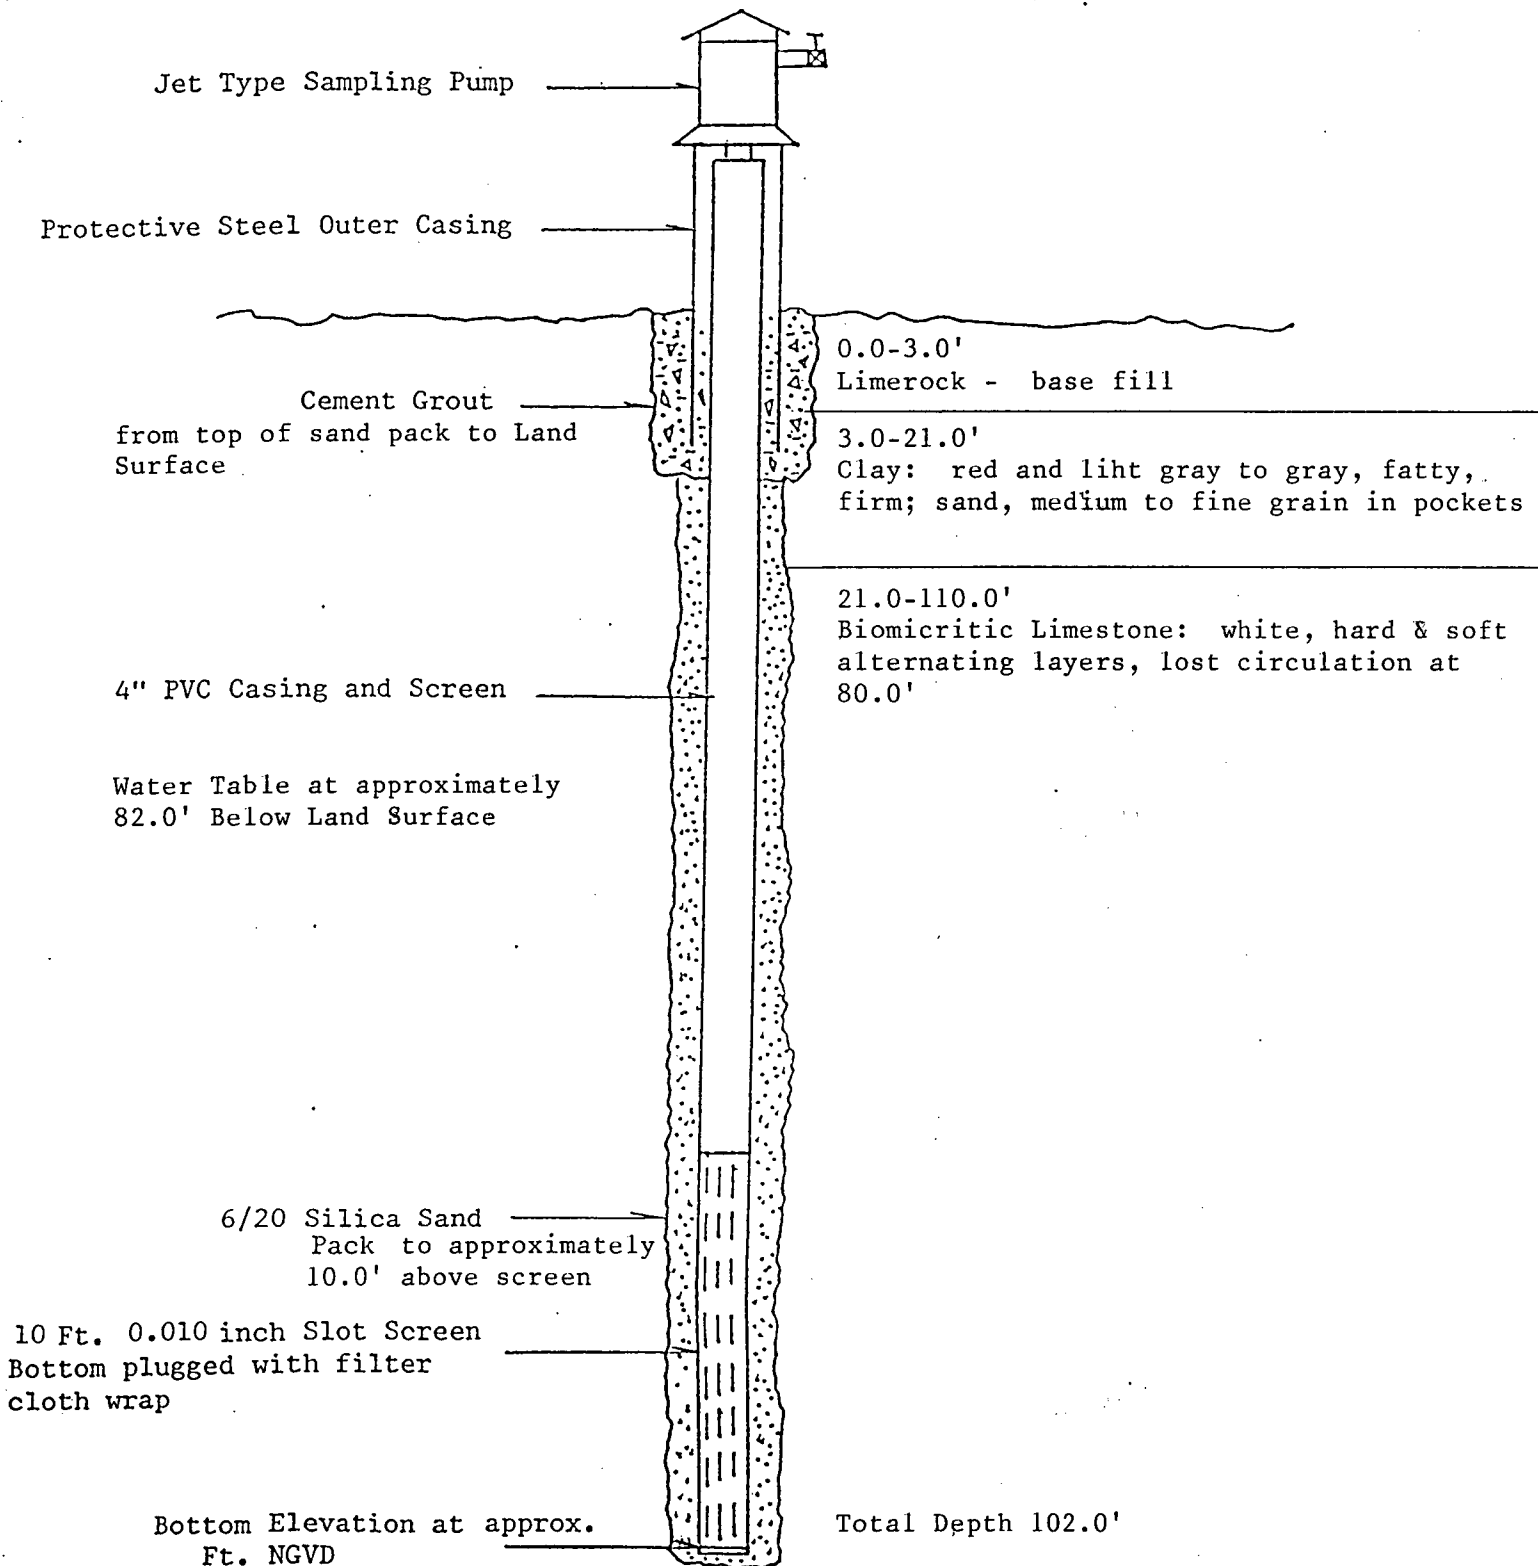 Jet Type Sampling Pump
Protective Steel Outer Casing
0.0-3.0'
Limerock - base fill
Cement Grout
from top of sand pack to Land
Surface
3.0-21.0'
Clay: red and liht gray to gray, fatty,
firm; sand, medium to fine grain in pockets
21.0-110.0'
Biomicritic Limestone: white, hard & soft
alternating layers, lost circulation at
80.0'
4" PVC Casing and Screen
Water Table at approximately
82.0' Below Land Surface
6/20 Silica Sand
Pack to approximately
10.0' above screen
10 Ft. 0.010 inch Slot Screen
Bottom plugged with filter
cloth wrap
Bottom Elevation at approx.
Ft. NGVD
Total Depth 102.0'